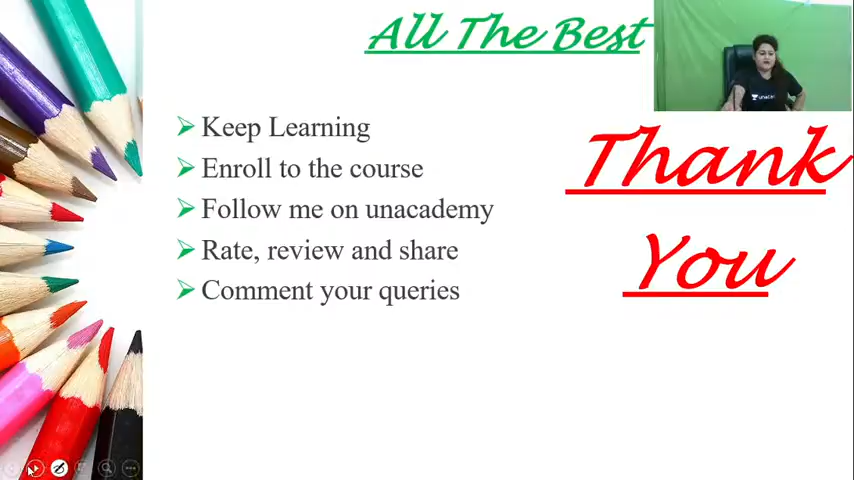 All The Best
Keep Learning
Enroll to the course
Follow me on unacademy
Rate, review and share
Comment your queries
Thank
You